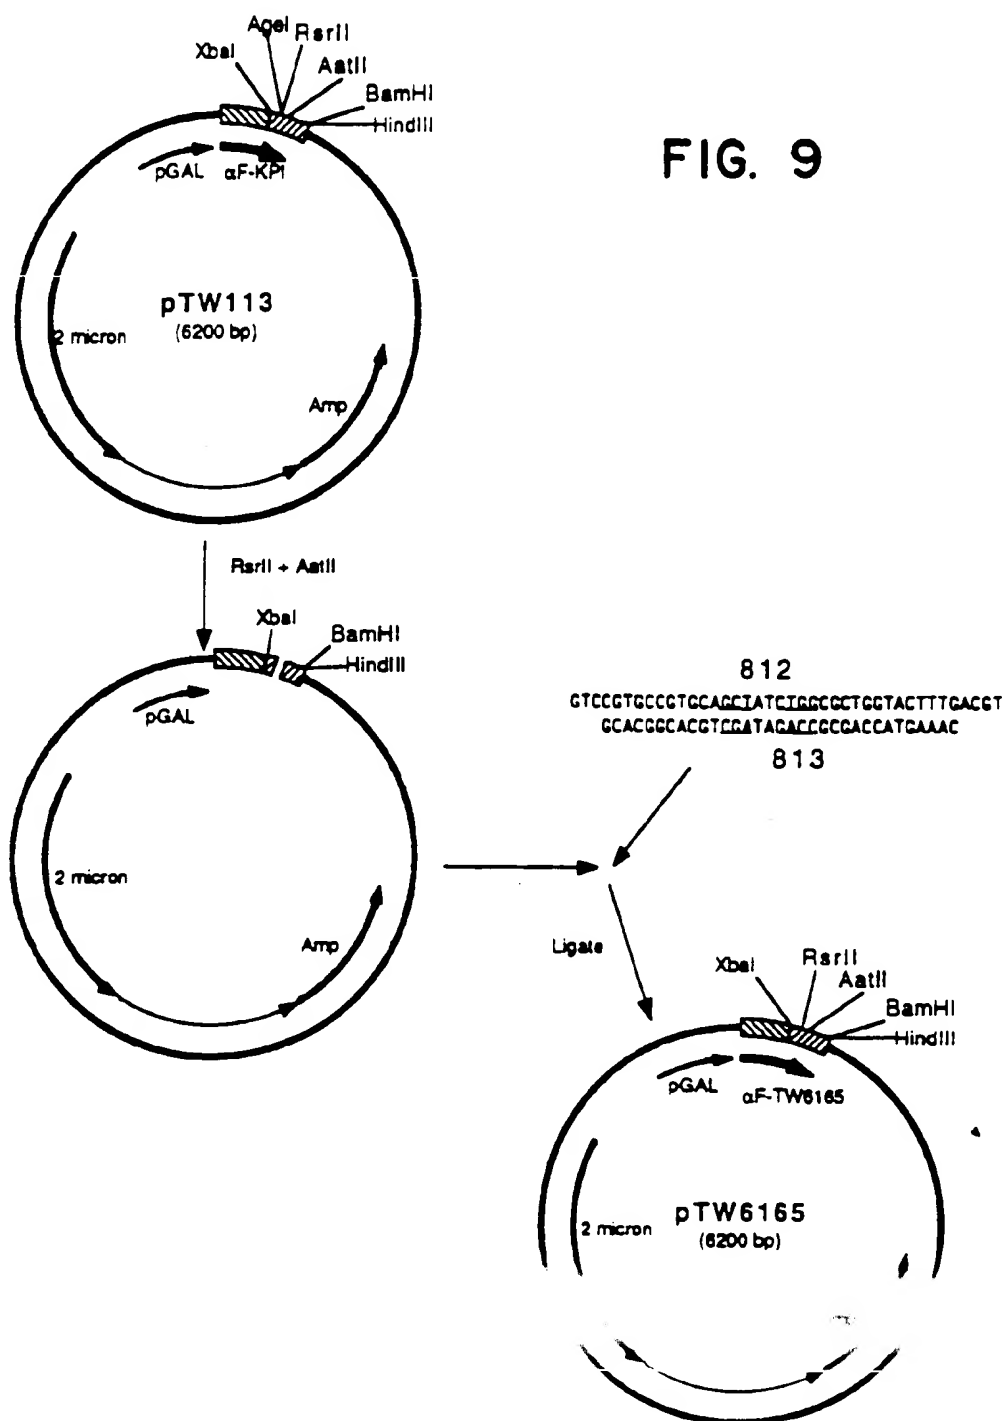 FIG. 9
AgeI
RsrII
XbaI
AatII
BamHI
HindIII
pGAL
αF-KPI
pTW113
(6200 bp)
2 micron
Amp
RsrII + AatII
XbaI
BamHI
HindIII
pGAL
2 micron
Amp
812
GTCCGTGCCGTGCAGCTATCTGGCGCTGGTACTTTGACGT
GCACGGCACGTCGATAGACCGCGACCATGAAAC
813
Ligate
XbaI
RsrII
AatII
BamHI
HindIII
pGAL
αF-TW6165
2 micron
pTW6165
(6200 bp)